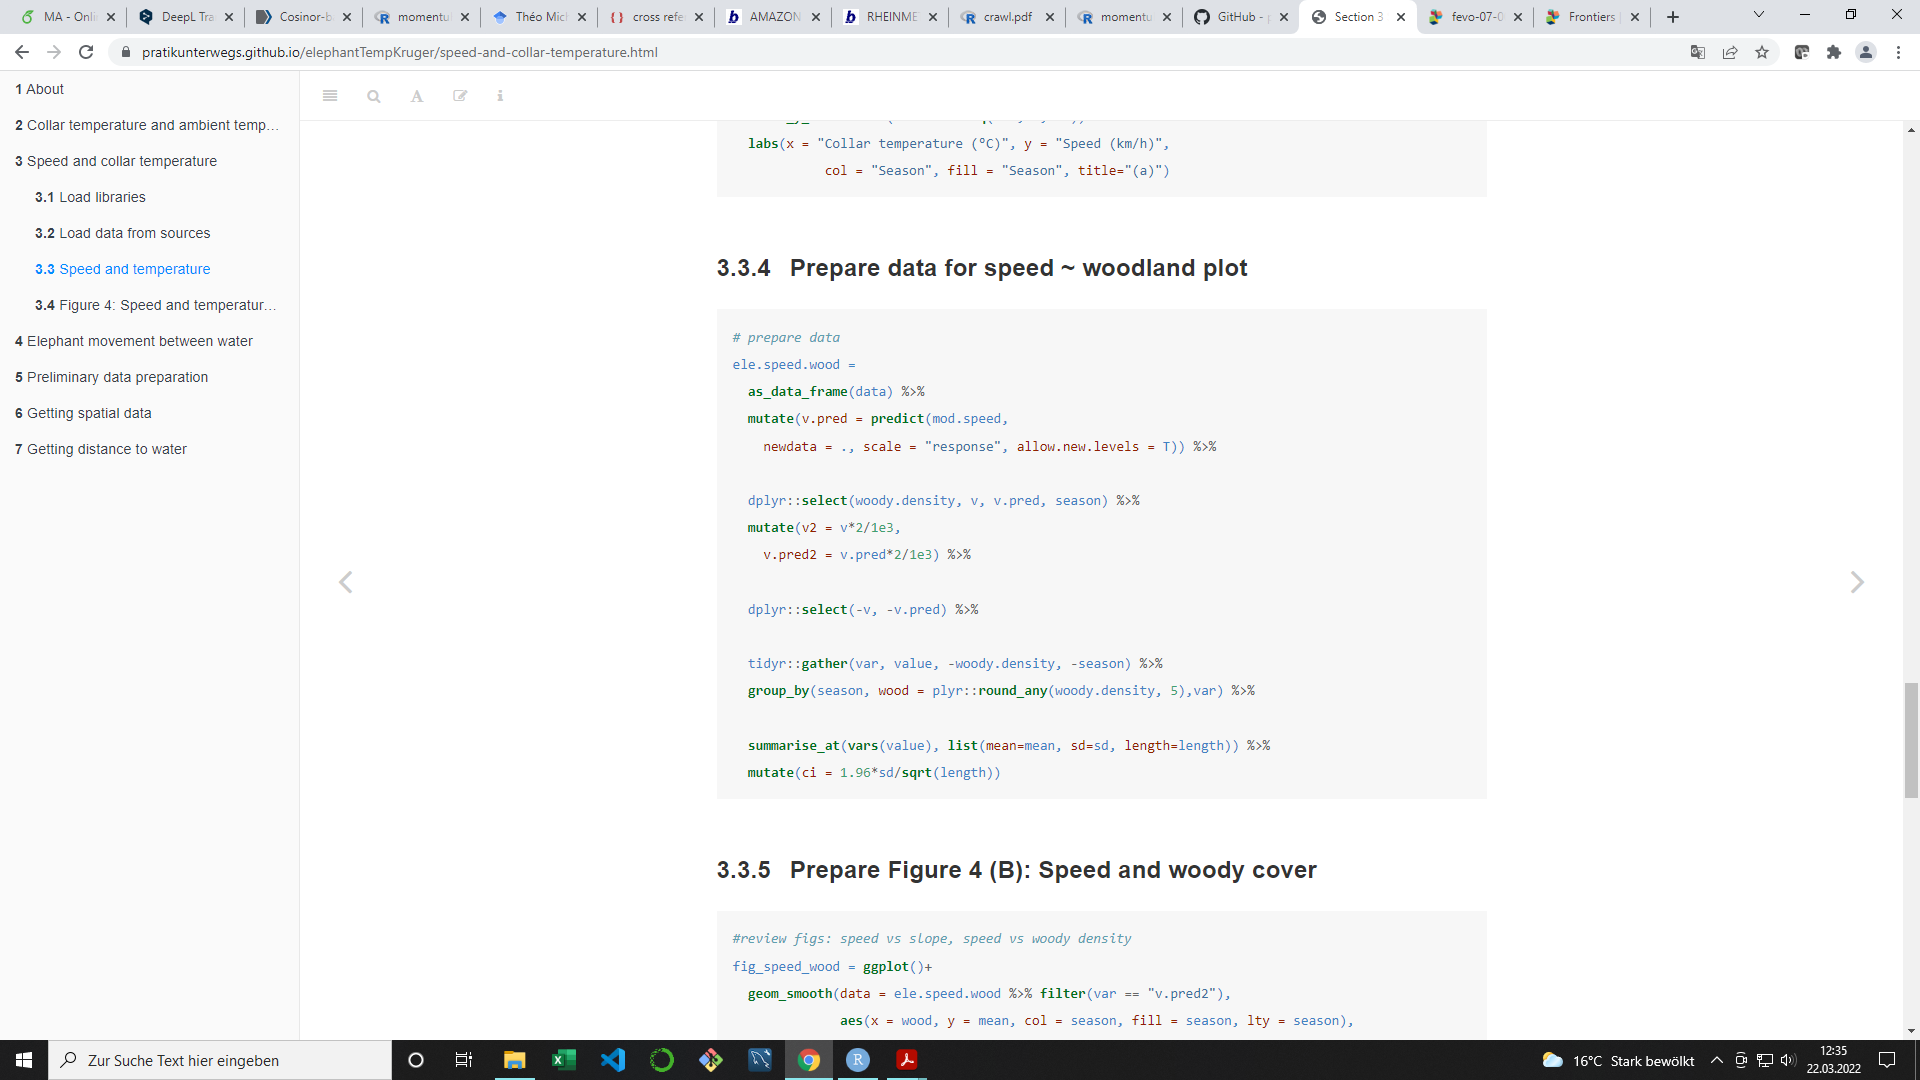 MA - Onli
DeepL Tra
Cosinor-b
momentu
Théo Mic
cross refe
AMAZON
RHEINME
crawl.pdf
momentu
GitHub - p
Section 3
fevo-07-0
Frontiers
pratikunterwegs.github.io/elephantTempKruger/speed-and-collar-temperature.html
1 About
2 Collar temperature and ambient temp…
3 Speed and collar temperature
3.1 Load libraries
3.2 Load data from sources
3.3 Speed and temperature
3.4 Figure 4: Speed and temperatur…
4 Elephant movement between water
5 Preliminary data preparation
6 Getting spatial data
7 Getting distance to water
labs(x = "Collar temperature (°C)", y = "Speed (km/h)",
col = "Season", fill = "Season", title="(a)")
3.3.4 Prepare data for speed ~ woodland plot
# prepare data
ele.speed.wood =
as_data_frame(data) %>%
mutate(v.pred = predict(mod.speed,
newdata = ., scale = "response", allow.new.levels = T)) %>%
dplyr::select(woody.density, v, v.pred, season) %>%
mutate(v2 = v*2/1e3,
v.pred2 = v.pred*2/1e3) %>%
dplyr::select(-v, -v.pred) %>%
tidyr::gather(var, value, -woody.density, -season) %>%
group_by(season, wood = plyr::round_any(woody.density, 5),var) %>%
summarise_at(vars(value), list(mean=mean, sd=sd, length=length)) %>%
mutate(ci = 1.96*sd/sqrt(length))
3.3.5 Prepare Figure 4 (B): Speed and woody cover
#review figs: speed vs slope, speed vs woody density
fig_speed_wood = ggplot()+
geom_smooth(data = ele.speed.wood %>% filter(var == "v.pred2"),
aes(x = wood, y = mean, col = season, fill = season, lty = season),
Zur Suche Text hier eingeben
16°C Stark bewölkt
12:35
22.03.2022